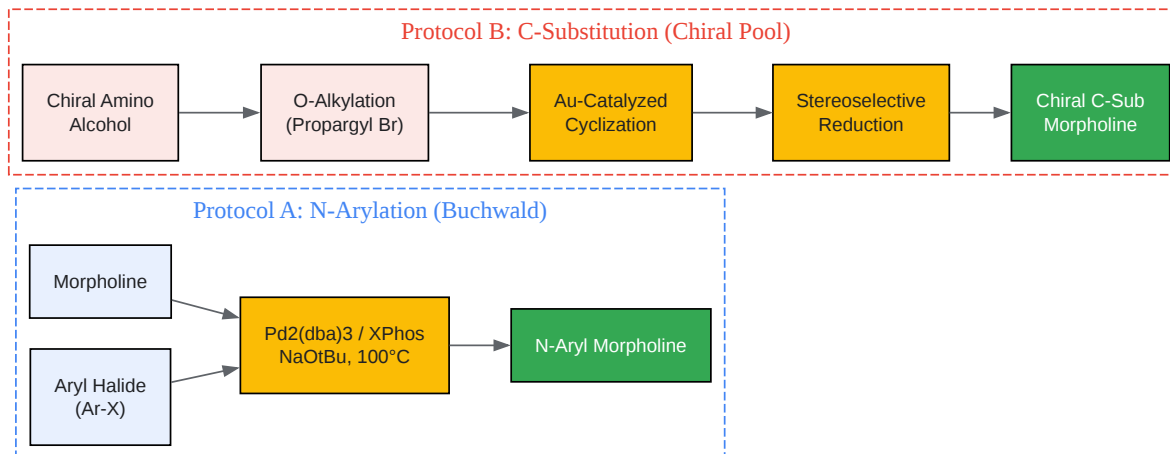 Protocol B: C-Substitution (Chiral Pool)
Chiral Amino
Alcohol
O-Alkylation
(Propargyl Br)
Au-Catalyzed
Cyclization
Stereoselective
Reduction
Chiral C-Sub
Morpholine
Protocol A: N-Arylation (Buchwald)
Morpholine
Aryl Halide
(Ar-X)
Pd2(dba)3 / XPhos
NaOtBu, 100°C
N-Aryl Morpholine